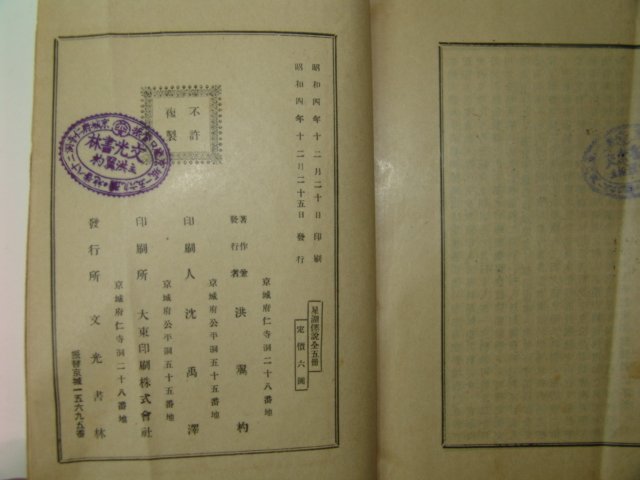 昭和四年十二月二十日印刷
昭和四年十二月二十五日發行
不許
複製
星湖僿說全五冊
定價六圓
京城府仁寺洞二十八番地
著作兼
發行者 洪翼杓
京城府公平洞五十五番地
印刷人 沈禹澤
京城府公平洞五十五番地
印刷所 大東印刷株式會社
京城府仁寺洞二十八番地
發行所 文光書林
振替京城一五六九五番
文光書林
主洪翼杓